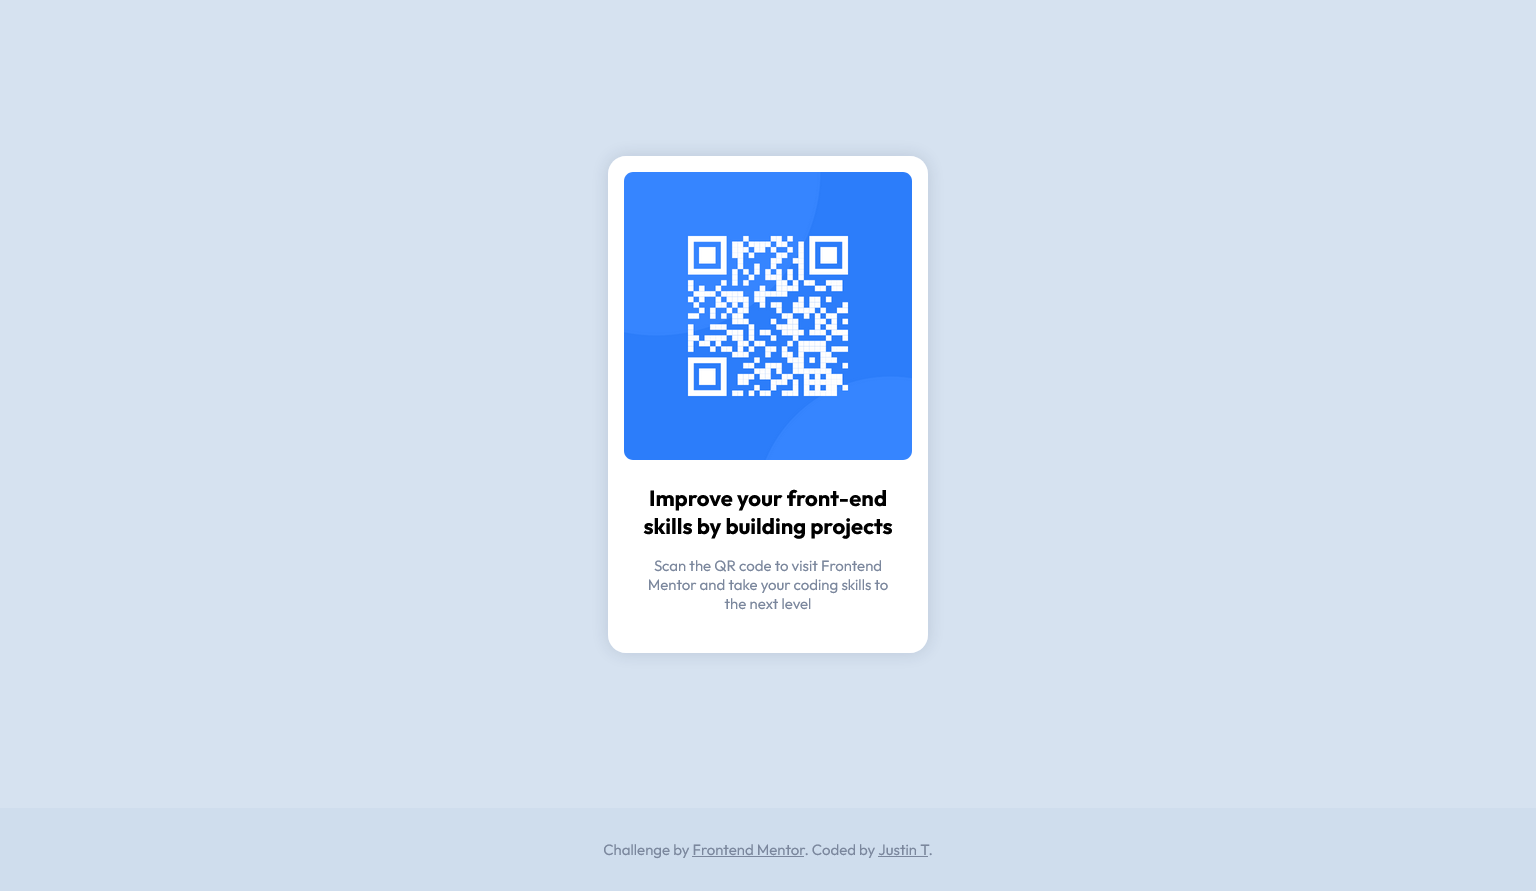 Improve your front-end
skills by building projects
Scan the QR code to visit Frontend
Mentor and take your coding skills to
the next level
Challenge by Frontend Mentor. Coded by Justin T.